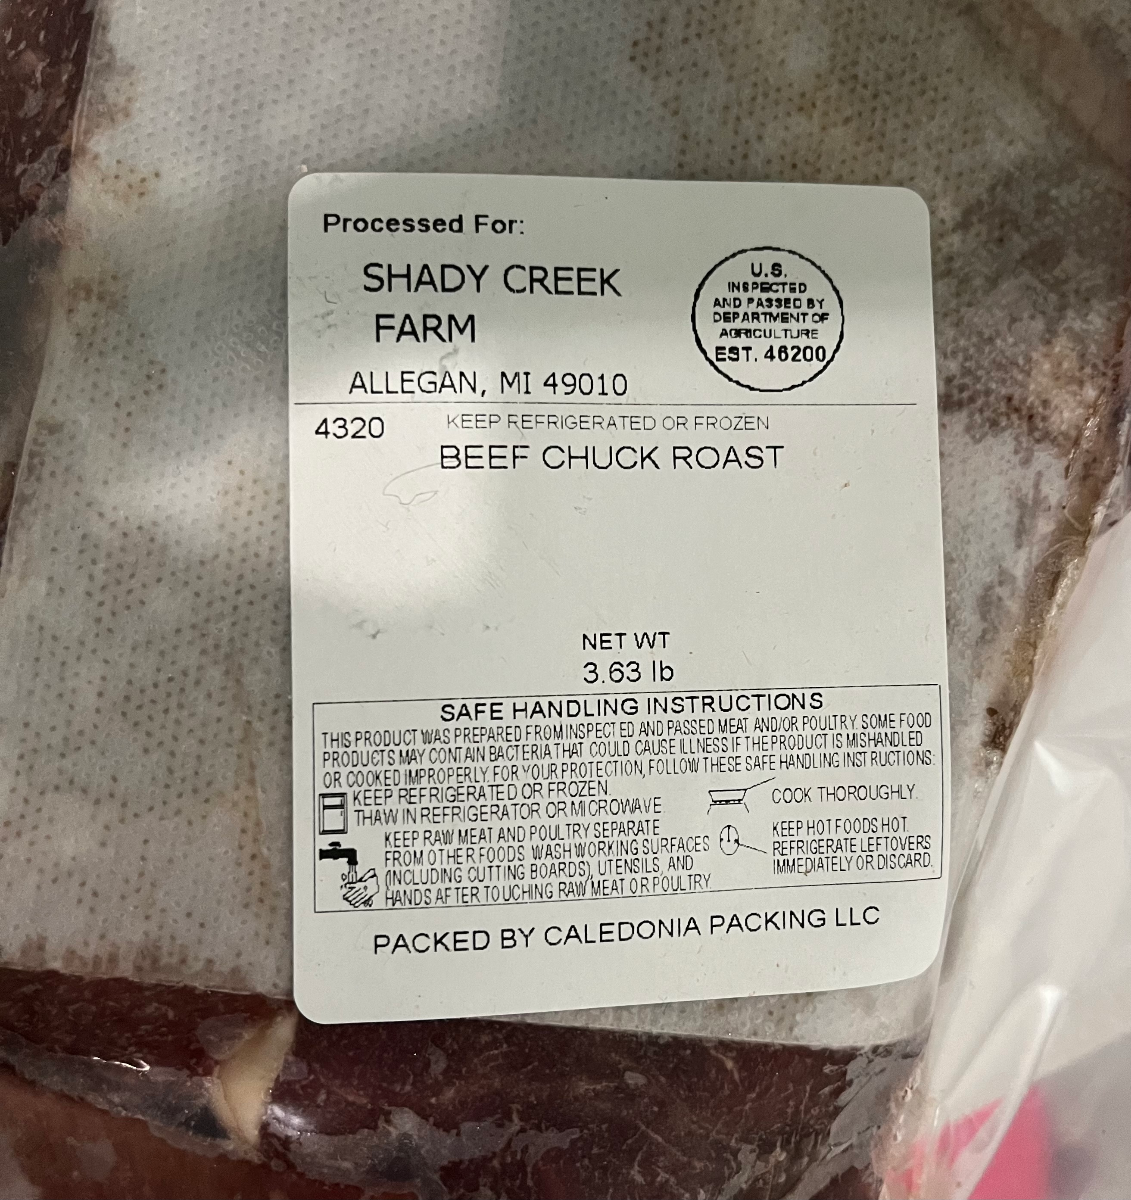 Processed For:
SHADY CREEK
FARM
ALLEGAN, MI 49010
U.S.
INSPECTED
AND PASSED BY
DEPARTMENT OF
AGRICULTURE
EST. 46200
4320
KEEP REFRIGERATED OR FROZEN
BEEF CHUCK ROAST
NET WT
3.63 lb
SAFE HANDLING INSTRUCTIONS
THIS PRODUCT WAS PREPARED FROM INSPECTED AND PASSED MEAT AND/OR POULTRY. SOME FOOD
PRODUCTS MAY CONTAIN BACTERIA THAT COULD CAUSE ILLNESS IF THE PRODUCT IS MISHANDLED
OR COOKED IMPROPERLY. FOR YOUR PROTECTION, FOLLOW THESE SAFE HANDLING INSTRUCTIONS:
KEEP REFRIGERATED OR FROZEN.
THAW IN REFRIGERATOR OR MICROWAVE
KEEP RAW MEAT AND POULTRY SEPARATE
FROM OTHER FOODS. WASH WORKING SURFACES
(INCLUDING CUTTING BOARDS), UTENSILS, AND
HANDS AFTER TOUCHING RAW MEAT OR POULTRY.
COOK THOROUGHLY.
KEEP HOT FOODS HOT.
REFRIGERATE LEFTOVERS
IMMEDIATELY OR DISCARD.
PACKED BY CALEDONIA PACKING LLC